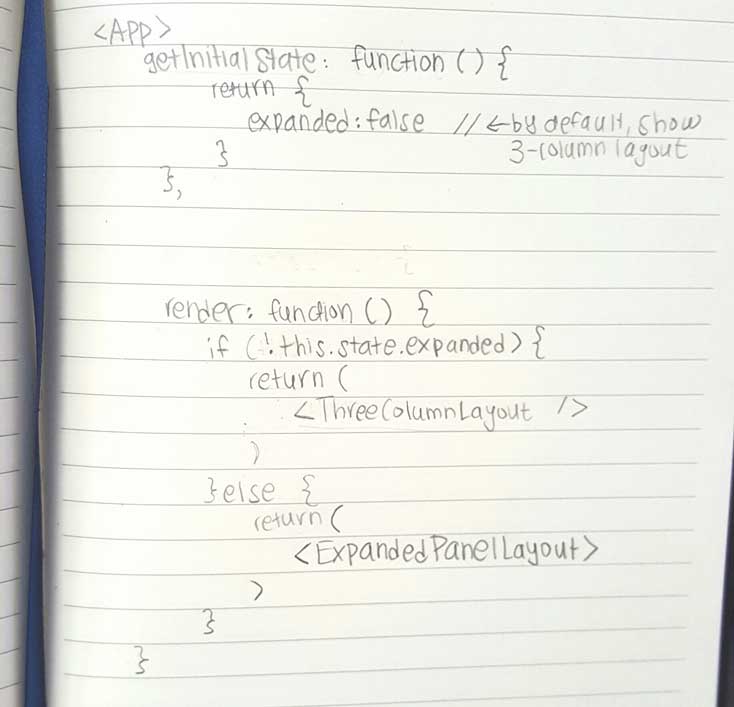 <App>
getInitialState: function () {
return {
expanded: false // ← by default, show
3-column layout
}
},
render: function () {
if (!this.state.expanded) {
return (
<ThreeColumnLayout />
)
} else {
return (
<ExpandedPanelLayout>
)
}
}